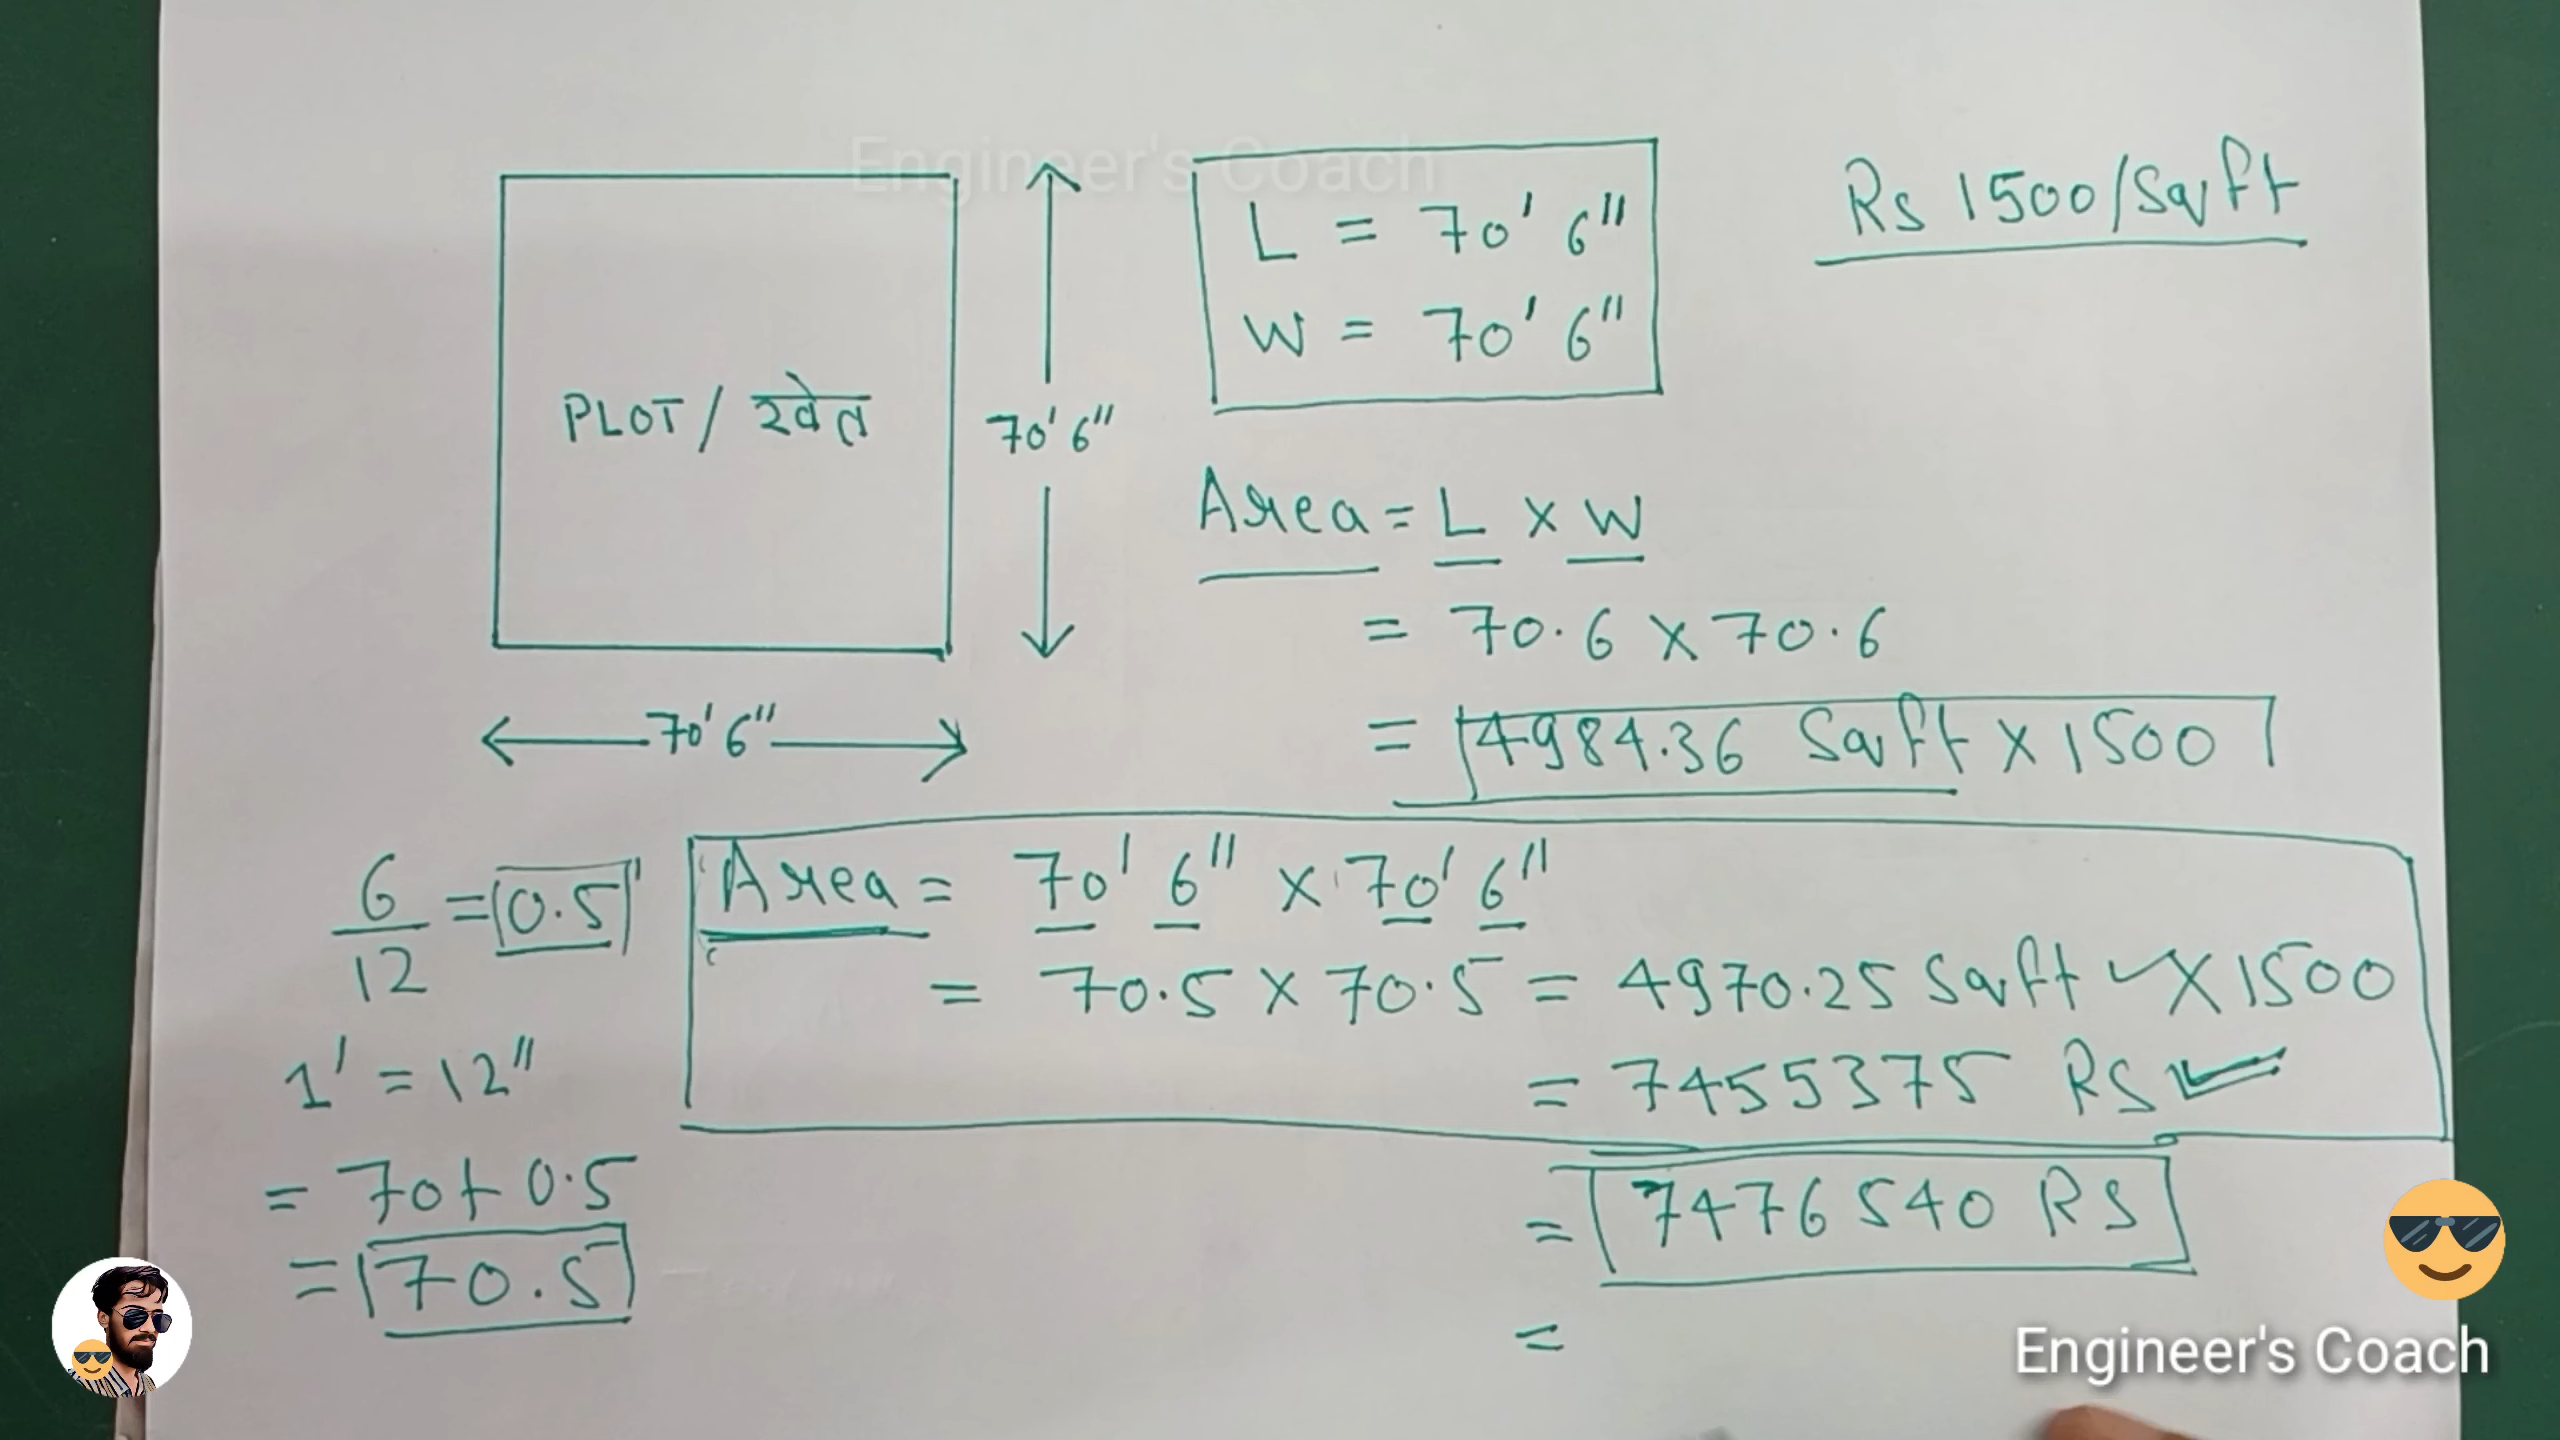 Engineer's Coach
Rs 1500/Sqft
L = 70' 6"
W = 70' 6"
PLOT / खेत
70' 6"
70' 6"
Area = L x W
= 70.6 x 70.6
= 4984.36 Sqft x 1500
6/12 = 0.5'
1' = 12"
= 70 + 0.5
= 70.5
Area = 70' 6" x 70' 6"
= 70.5 x 70.5 = 4970.25 Sqft ✓ x 1500
= 7455375 RS ✓
= 7476540 RS
=
Engineer's Coach